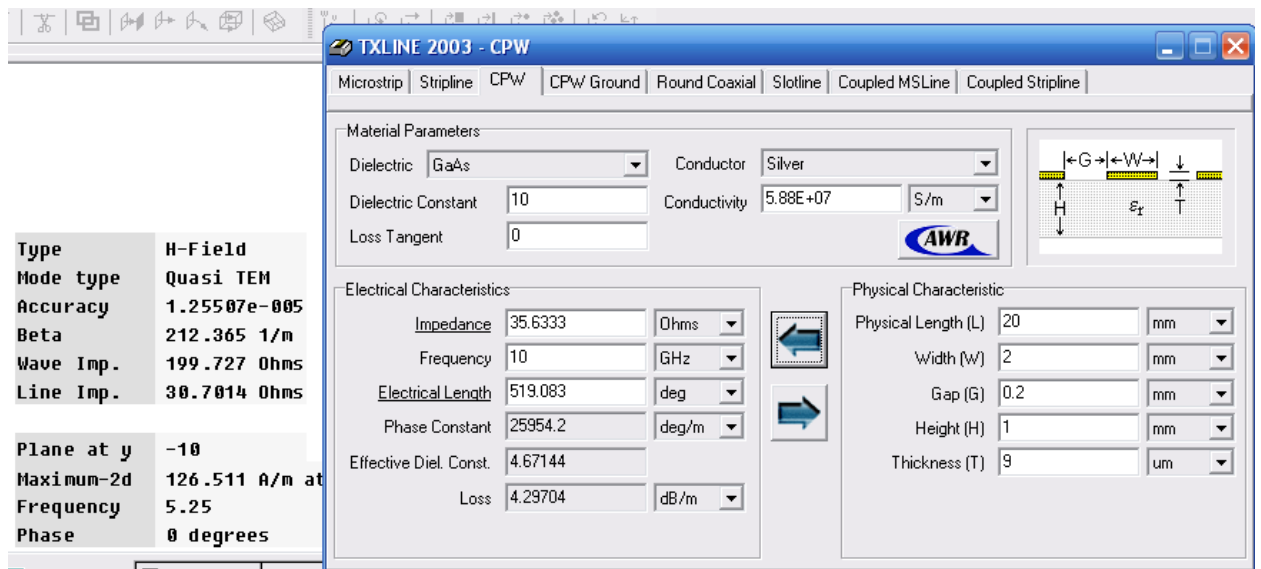 TXLINE 2003 - CPW
Microstrip Stripline CPW CPW Ground Round Coaxial Slotline Coupled MSLine Coupled Stripline
Material Parameters
Dielectric GaAs Conductor Silver
Dielectric Constant 10 Conductivity 5.88E+07 S/m
Loss Tangent 0 AWR
G W H εr T
Electrical Characteristics
Impedance 35.6333 Ohms
Frequency 10 GHz
Electrical Length 519.083 deg
Phase Constant 25954.2 deg/m
Effective Diel. Const. 4.67144
Loss 4.29704 dB/m
Physical Characteristic
Physical Length (L) 20 mm
Width (W) 2 mm
Gap (G) 0.2 mm
Height (H) 1 mm
Thickness (T) 9 um
Type H-Field
Mode type Quasi TEM
Accuracy 1.25507e-005
Beta 212.365 1/m
Wave Imp. 199.727 Ohms
Line Imp. 30.7014 Ohms
Plane at y -10
Maximum-2d 126.511 A/m at
Frequency 5.25
Phase 0 degrees